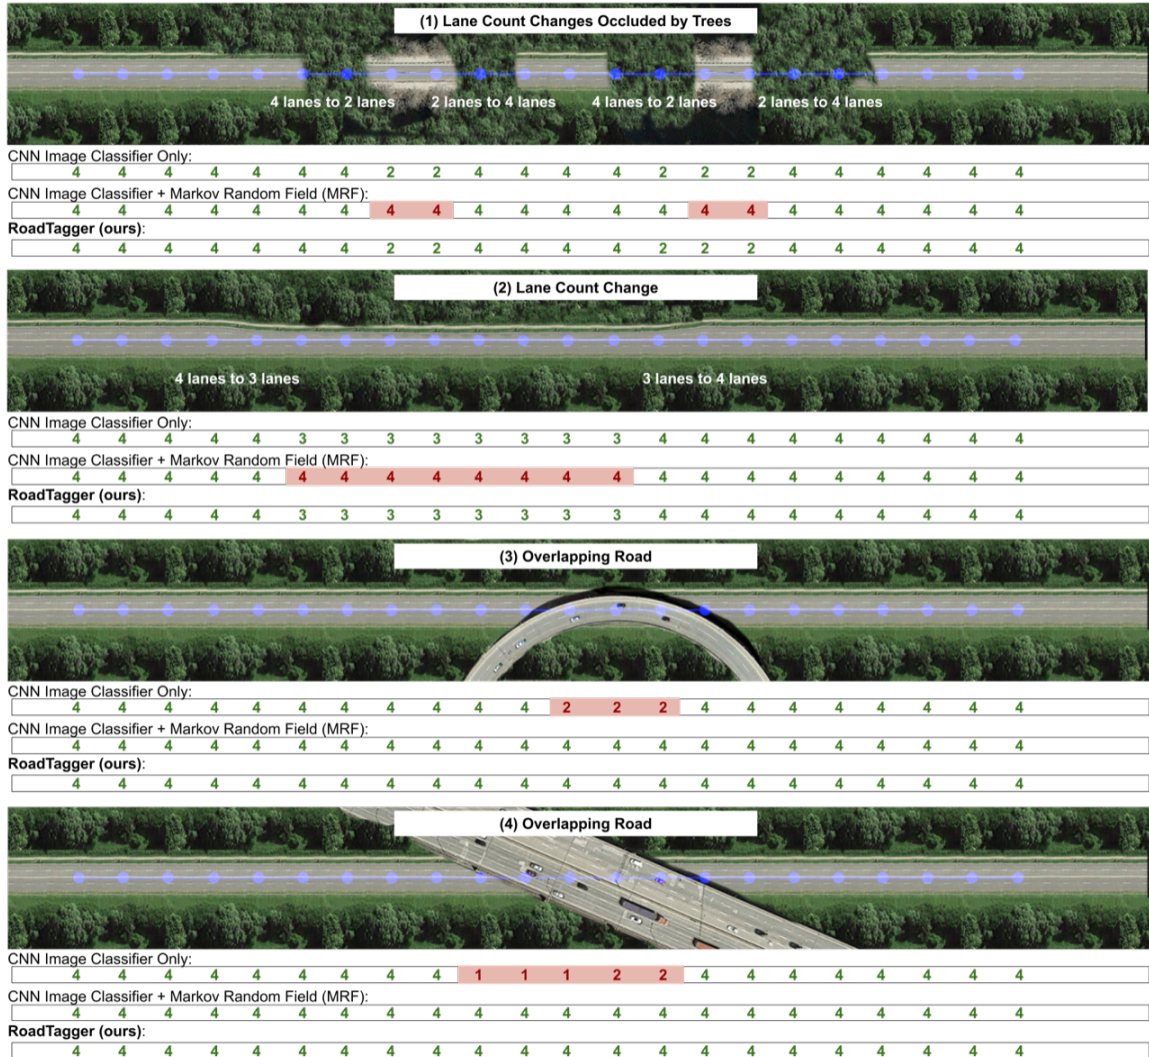 (1) Lane Count Changes Occluded by Trees
4 lanes to 2 lanes 2 lanes to 4 lanes 4 lanes to 2 lanes 2 lanes to 4 lanes
CNN Image Classifier Only:
4 4 4 4 4 4 4 2 2 4 4 4 4 2 2 2 4 4 4 4 4 4
CNN Image Classifier + Markov Random Field (MRF):
4 4 4 4 4 4 4 4 4 4 4 4 4 4 4 4 4 4 4 4 4 4
RoadTagger (ours):
4 4 4 4 4 4 4 2 2 4 4 4 4 2 2 2 4 4 4 4 4 4
(2) Lane Count Change
4 lanes to 3 lanes 3 lanes to 4 lanes
CNN Image Classifier Only:
4 4 4 4 4 3 3 3 3 3 3 3 3 4 4 4 4 4 4 4 4 4
CNN Image Classifier + Markov Random Field (MRF):
4 4 4 4 4 4 4 4 4 4 4 4 4 4 4 4 4 4 4 4 4 4
RoadTagger (ours):
4 4 4 4 4 3 3 3 3 3 3 3 3 4 4 4 4 4 4 4 4 4
(3) Overlapping Road
CNN Image Classifier Only:
4 4 4 4 4 4 4 4 4 4 4 2 2 2 4 4 4 4 4 4 4 4
CNN Image Classifier + Markov Random Field (MRF):
4 4 4 4 4 4 4 4 4 4 4 4 4 4 4 4 4 4 4 4 4 4
RoadTagger (ours):
4 4 4 4 4 4 4 4 4 4 4 4 4 4 4 4 4 4 4 4 4 4
(4) Overlapping Road
CNN Image Classifier Only:
4 4 4 4 4 4 4 4 4 1 1 1 2 2 4 4 4 4 4 4 4 4
CNN Image Classifier + Markov Random Field (MRF):
4 4 4 4 4 4 4 4 4 4 4 4 4 4 4 4 4 4 4 4 4 4
RoadTagger (ours):
4 4 4 4 4 4 4 4 4 4 4 4 4 4 4 4 4 4 4 4 4 4